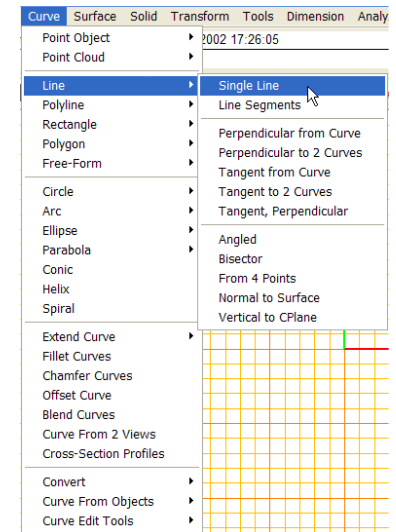 Curve Surface Solid Transform Tools Dimension Analy
2002 17:26:05
Point Object
Point Cloud
Line
Polyline
Rectangle
Polygon
Free-Form
Circle
Arc
Ellipse
Parabola
Conic
Helix
Spiral
Extend Curve
Fillet Curves
Chamfer Curves
Offset Curve
Blend Curves
Curve From 2 Views
Cross-Section Profiles
Convert
Curve From Objects
Curve Edit Tools
Single Line
Line Segments
Perpendicular from Curve
Perpendicular to 2 Curves
Tangent from Curve
Tangent to 2 Curves
Tangent, Perpendicular
Angled
Bisector
From 4 Points
Normal to Surface
Vertical to CPlane